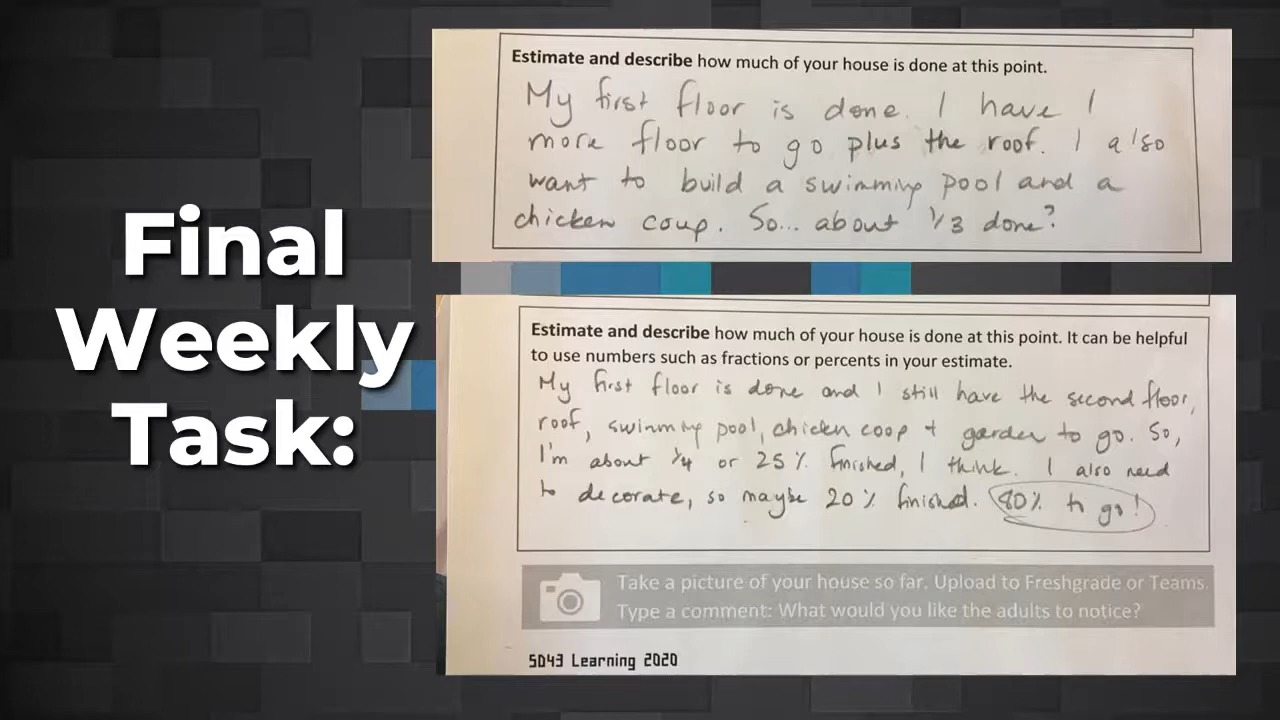 Final
Weekly
Task:
Estimate and describe how much of your house is done at this point.
My first floor is done. I have 1
more floor to go plus the roof. I also
want to build a swimming pool and a
chicken coup. So... about 1/3 done?
Estimate and describe how much of your house is done at this point. It can be helpful
to use numbers such as fractions or percents in your estimate.
My first floor is done and I still have the second floor,
roof, swimming pool, chicken coop + garden to go. So,
I'm about 1/4 or 25% finished, I think. I also need
to decorate, so maybe 20% finished. 80% to go!
Take a picture of your house so far. Upload to Freshgrade or Teams.
Type a comment: What would you like the adults to notice?
SD43 Learning 2020